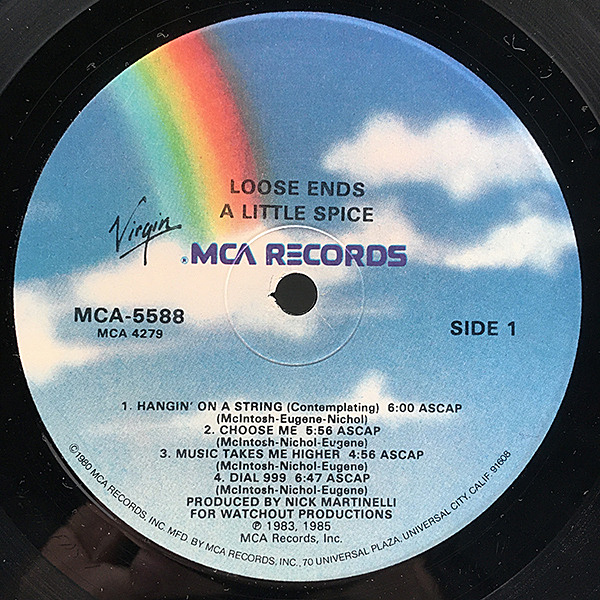 LOOSE ENDS
A LITTLE SPICE
Virgin
® MCA RECORDS
MCA-5588
MCA 4279
SIDE 1
1. HANGIN' ON A STRING (Contemplating) 6:00 ASCAP
(McIntosh-Eugene-Nichol)
2. CHOOSE ME 5:56 ASCAP
(McIntosh-Nichol-Eugene)
3. MUSIC TAKES ME HIGHER 4:56 ASCAP
(McIntosh-Nichol-Eugene)
4. DIAL 999 6:47 ASCAP
(McIntosh-Nichol-Eugene)
PRODUCED BY NICK MARTINELLI
FOR WATCHOUT PRODUCTIONS
℗ 1983, 1985
MCA Records, Inc.
©1980 MCA RECORDS, INC. MFD. BY MCA RECORDS, INC., 70 UNIVERSAL PLAZA, UNIVERSAL CITY, CALIF. 91608